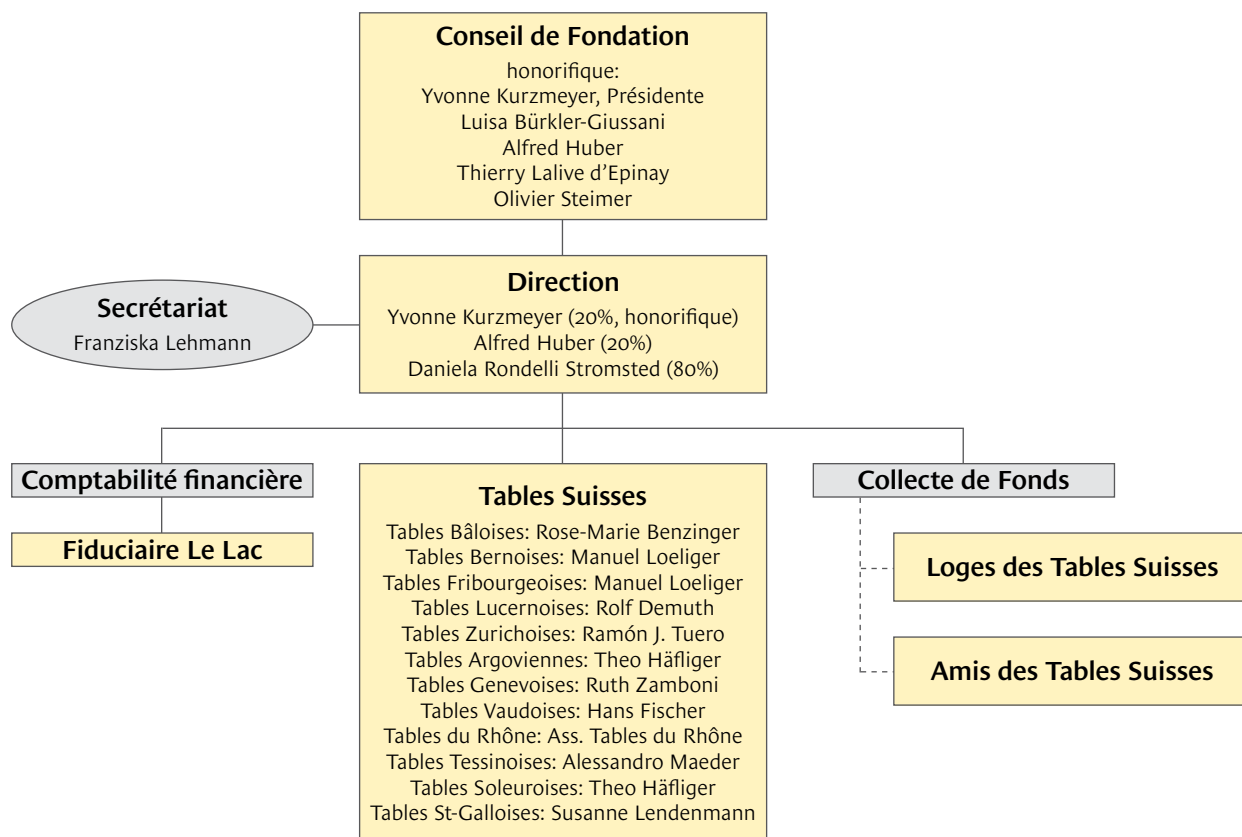 Conseil de Fondation
honorifique:
Yvonne Kurzmeyer, Présidente
Luisa Bürkler-Giussani
Alfred Huber
Thierry Lalive d’Epinay
Olivier Steimer
Direction
Yvonne Kurzmeyer (20%, honorifique)
Alfred Huber (20%)
Daniela Rondelli Stromsted (80%)
Secrétariat
Franziska Lehmann
Comptabilité financière
Fiduciaire Le Lac
Tables Suisses
Tables Bâloises: Rose-Marie Benzinger
Tables Bernoises: Manuel Loeliger
Tables Fribourgeoises: Manuel Loeliger
Tables Lucernoises: Rolf Demuth
Tables Zurichoises: Ramón J. Tuero
Tables Argoviennes: Theo Häfliger
Tables Genevoises: Ruth Zamboni
Tables Vaudoises: Hans Fischer
Tables du Rhône: Ass. Tables du Rhône
Tables Tessinoises: Alessandro Maeder
Tables Soleuroises: Theo Häfliger
Tables St-Galloises: Susanne Lendenmann
Collecte de Fonds
Loges des Tables Suisses
Amis des Tables Suisses